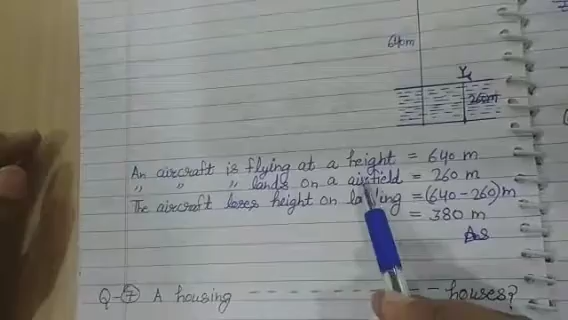 640m
Y
260m
An aircraft is flying at a height = 640 m
" " " lands on a airfield = 260 m
The aircraft loses height on landing = (640 - 260) m
= 380 m
Ans
Q-7 A housing ---------- houses?